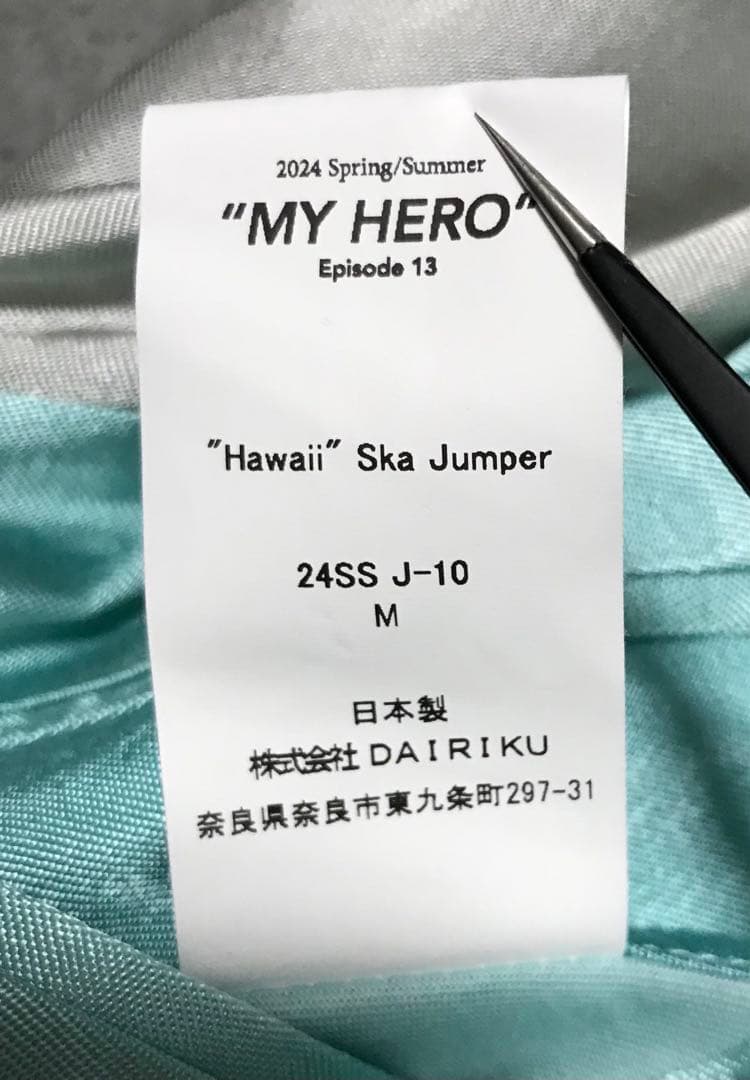 2024 Spring/Summer
"MY HERO"
Episode 13
"Hawaii" Ska Jumper
24SS J-10
M
日本製
株式会社 DAIRIKU
奈良県奈良市東九条町297-31